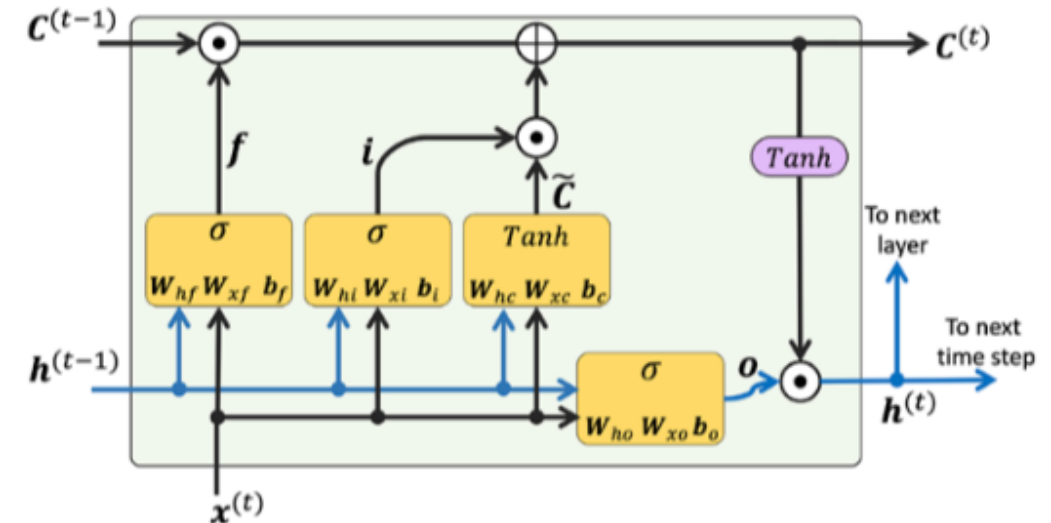 C^(t−1)
C^(t)
f
i
C̃
Tanh
To next
layer
σ
W_hf W_xf b_f
σ
W_hi W_xi b_i
Tanh
W_hc W_xc b_c
h^(t−1)
σ
W_ho W_xo b_o
o
To next
time step
h^(t)
x^(t)